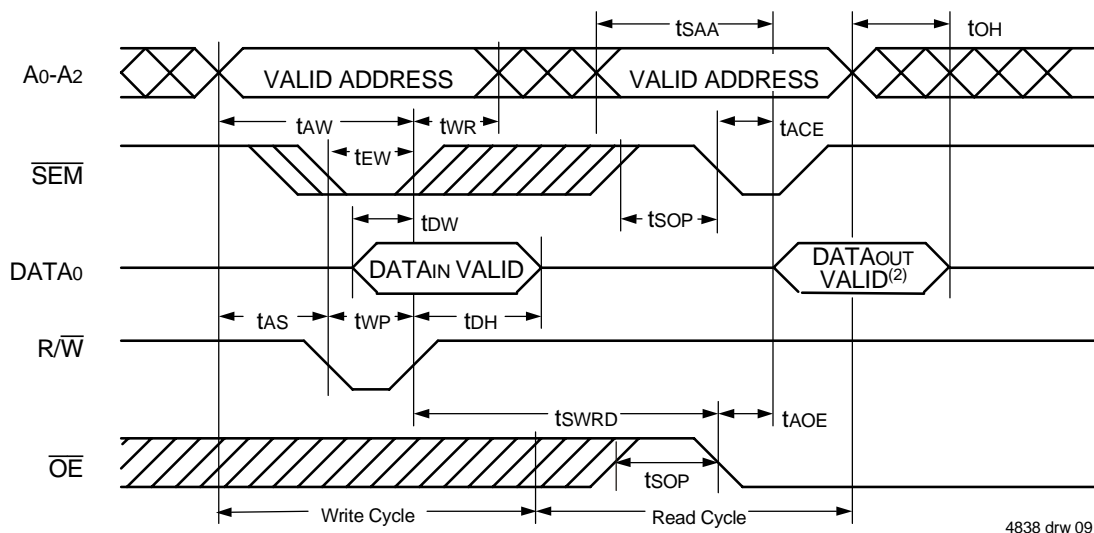 tSAA
tOH
A0-A2
VALID ADDRESS
VALID ADDRESS
tAW
tWR
tACE
tEW
SEM
tSOP
tDW
DATA0
DATAIN VALID
DATAOUT
VALID(2)
tAS
tWP
tDH
R/W
tSWRD
tAOE
OE
tSOP
Write Cycle
Read Cycle
4838 drw 09